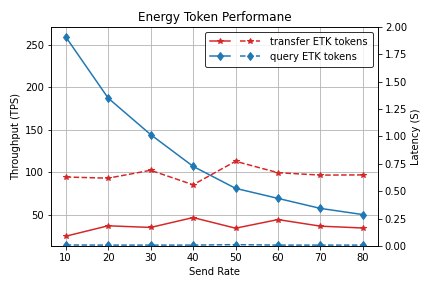 Energy Token Performane
transfer ETK tokens
query ETK tokens
Throughput (TPS)
250
200
150
100
50
2.00
1.75
1.50
1.25
1.00
0.75
0.50
0.25
0.00
Latency (S)
10 20 30 40 50 60 70 80
Send Rate